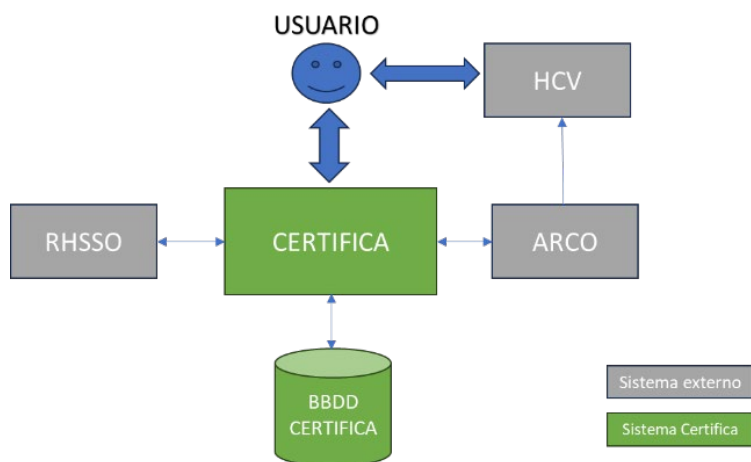 USUARIO
HCV
RHSSO
CERTIFICA
ARCO
BBDD
CERTIFICA
Sistema externo
Sistema Certifica